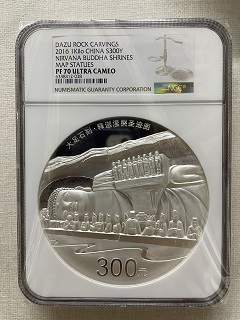 DAZU ROCK CARVINGS
2016 1Kilo CHINA S300Y
NIRVANA BUDDHA SHRINES
MAP STATUES
PF 70 ULTRA CAMEO
NUMISMATIC GUARANTY CORPORATION
NGC
大足石刻·释迦涅槃圣迹图
300元